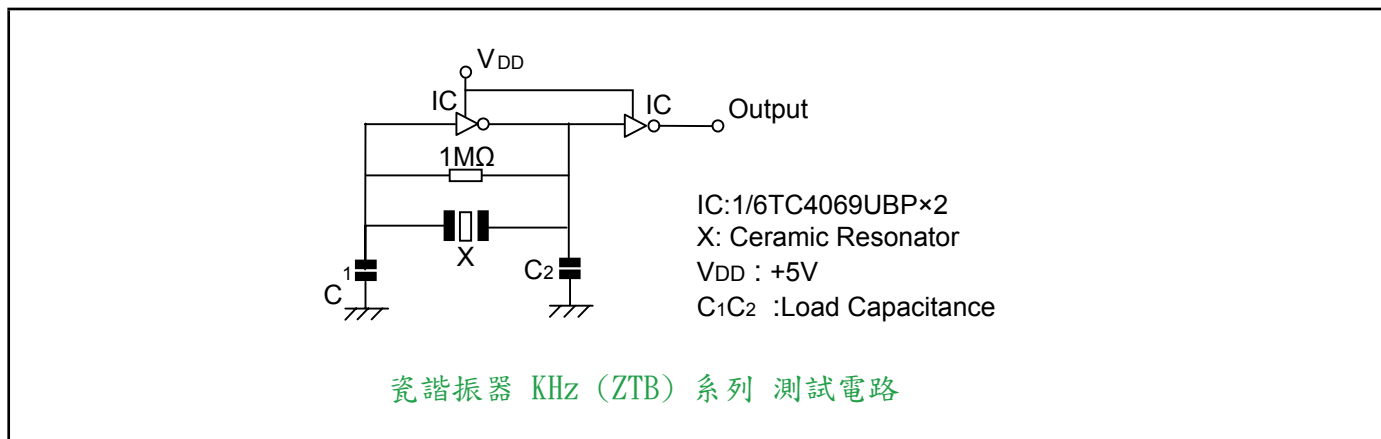 VDD
IC
IC
Output
1MΩ
X
C1
C2
IC:1/6TC4069UBP×2
X: Ceramic Resonator
VDD : +5V
C1C2 :Load Capacitance
瓷諧振器 KHz (ZTB) 系列 測試電路